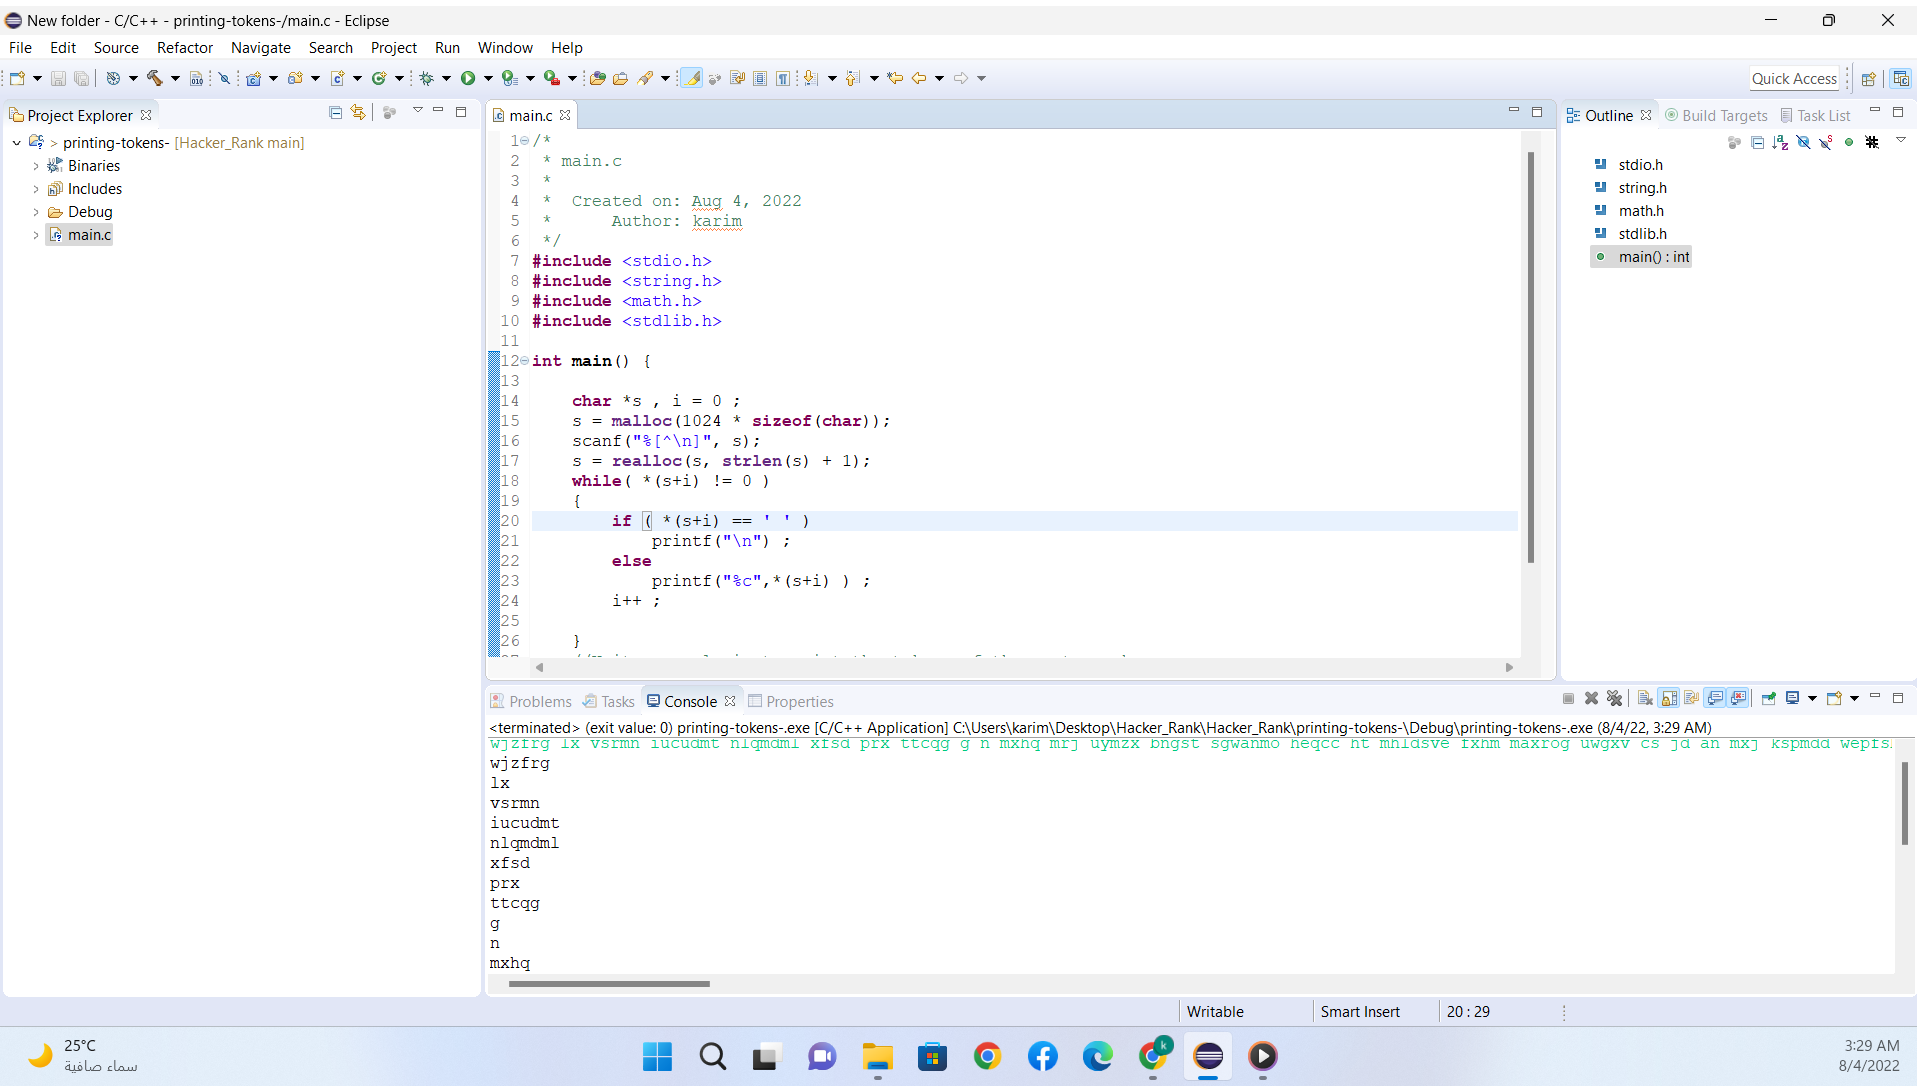 New folder - C/C++ - printing-tokens-/main.c - Eclipse
File Edit Source Refactor Navigate Search Project Run Window Help
Quick Access
Project Explorer
> printing-tokens- [Hacker_Rank main]
Binaries
Includes
Debug
main.c
main.c
1 /*
2 * main.c
3 *
4 * Created on: Aug 4, 2022
5 * Author: karim
6 */
7 #include <stdio.h>
8 #include <string.h>
9 #include <math.h>
10 #include <stdlib.h>
11
12 int main() {
13
14 char *s , i = 0 ;
15 s = malloc(1024 * sizeof(char));
16 scanf("%[^\n]", s);
17 s = realloc(s, strlen(s) + 1);
18 while( *(s+i) != 0 )
19 {
20 if ( *(s+i) == ' ' )
21 printf("\n") ;
22 else
23 printf("%c",*(s+i) ) ;
24 i++ ;
25
26 }
Outline Build Targets Task List
stdio.h
string.h
math.h
stdlib.h
main() : int
Problems Tasks Console Properties
<terminated> (exit value: 0) printing-tokens-.exe [C/C++ Application] C:\Users\karim\Desktop\Hacker_Rank\Hacker_Rank\printing-tokens-\Debug\printing-tokens-.exe (8/4/22, 3:29 AM)
wjzfrg lx vsrmn iucudmt nlqmdml xfsd prx ttcqg g n mxhq mrj uymzx bngst sgwanmo heqcc ht mhldsve fxhm maxrog uwgxv cs jd an mxj kspmdd wepfs
wjzfrg
lx
vsrmn
iucudmt
nlqmdml
xfsd
prx
ttcqg
g
n
mxhq
Writable Smart Insert 20 : 29
25°C
سماء صافية
k
3:29 AM
8/4/2022